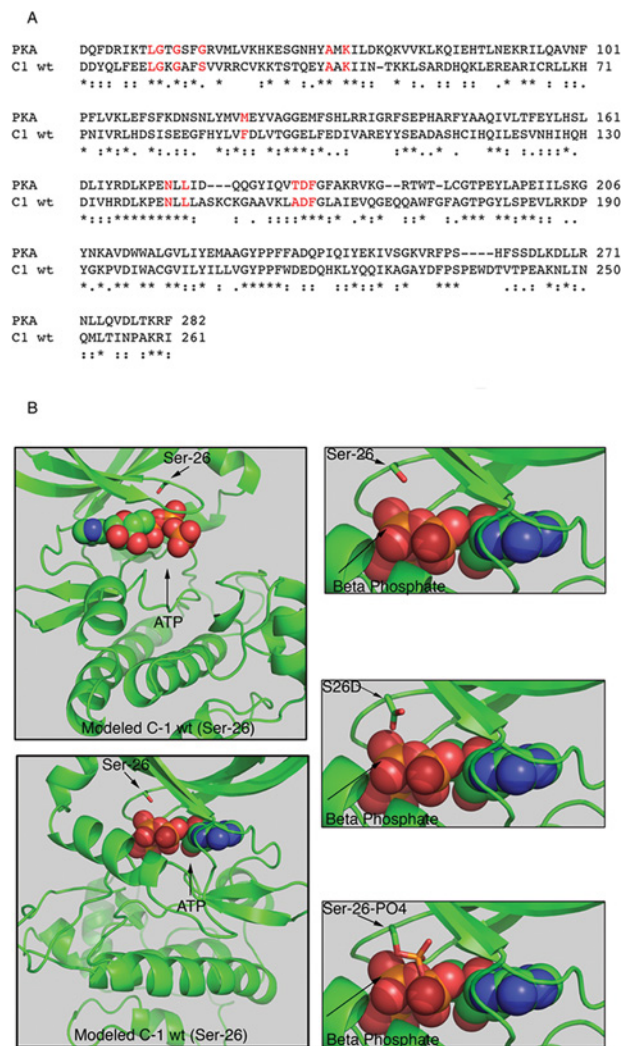 A
PKA DQFDRIKTLGTGSFGRVMLVKHKESGNHYAMKILDKQKVVKLKQIEHTLNEKRILQAVNF 101
C1 wt DDYQLFEELGKGAFSVVRRCVKKTSTQEYAAKIIN-TKKLSARDHQKLEREARICRLLKH 71
PKA PFLVKLEFSFKDNSNLYMVMEYVAGGEMFSHLRRIGRFSEPHARFYAAQIVLTFEYLHSL 161
C1 wt PNIVRLHDSISEEGFHYLVFDLVTGGELFEDIVAREYYSEADASHCIHQILESVNHIHQH 130
PKA DLIYRDLKPENLLID---QQGYIQVTDFGFAKRVKG--RTWT-LCGTPEYLAPEIILSKG 206
C1 wt DIVHRDLKPENLLLASKCKGAAVKLADFGLAIEVQGEQQAWFGFAGTPGYLSPEVLRKDP 190
PKA YNKAVDWWALGVLIYEMAAGYPPFFADQPIQIYEKIVSGKVRFPS----HFSSDLKDLLR 271
C1 wt YGKPVDIWACGVILYILLVGYPPFWDEDQHKLYQQIKAGAYDFPSPEWDTVTPEAKNLIN 250
PKA NLLQVDLTKRF 282
C1 wt QMLTINPAKRI 261
::* :: :**:
B
Ser-26
ATP
Modeled C-1 wt (Ser-26)
Ser-26
Beta Phosphate
S26D
Beta Phosphate
Ser-26
ATP
Modeled C-1 wt (Ser-26)
Ser-26-PO4
Beta Phosphate